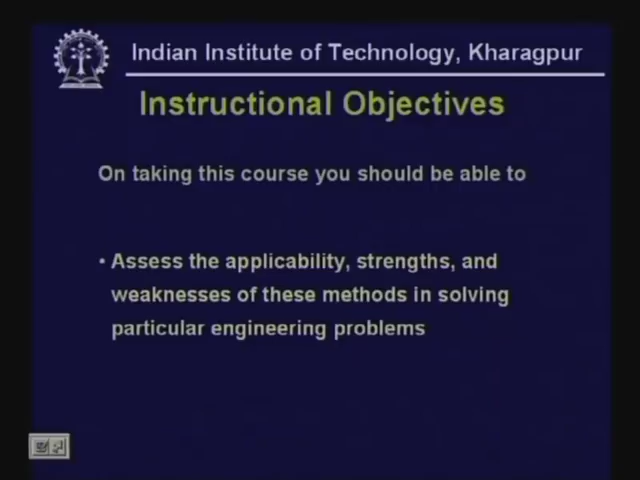 Indian Institute of Technology, Kharagpur
Instructional Objectives
On taking this course you should be able to
• Assess the applicability, strengths, and
weaknesses of these methods in solving
particular engineering problems